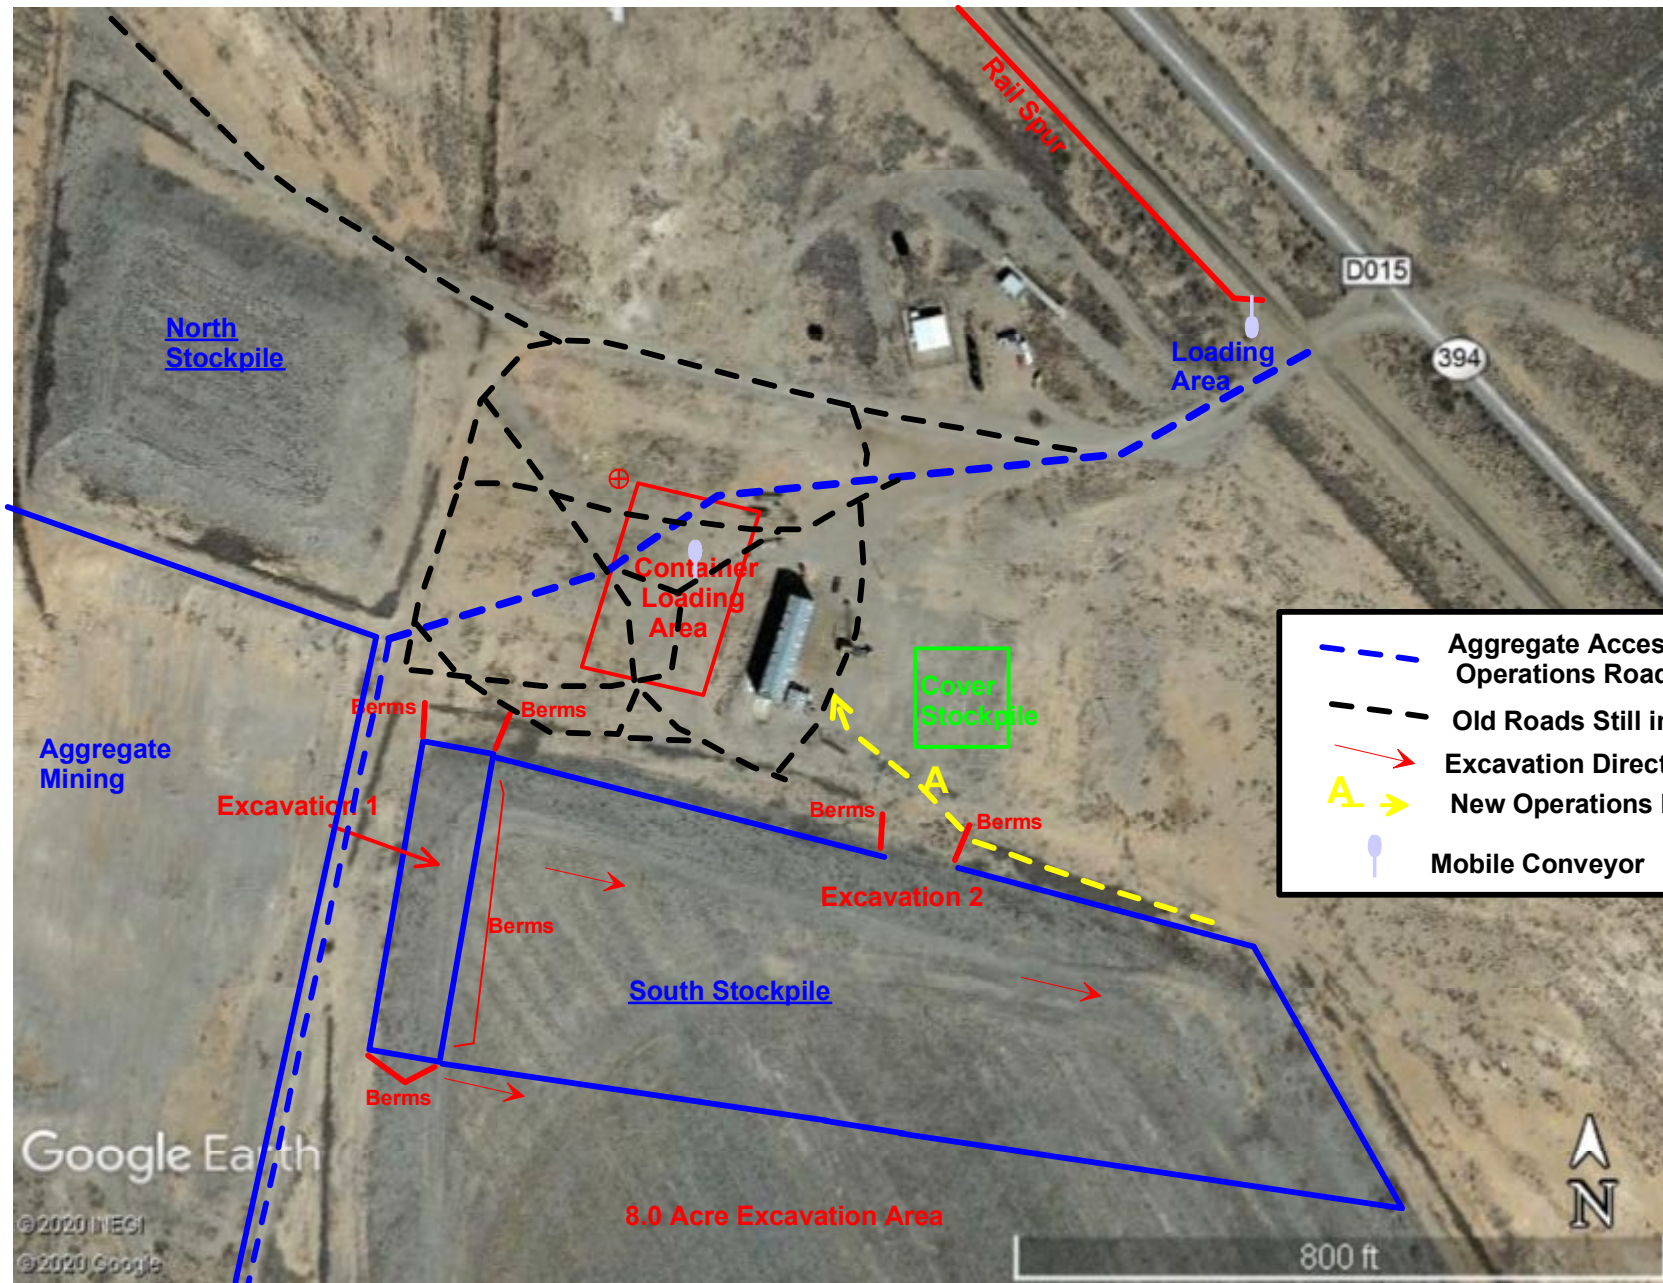 Rail Spur
D015
394
North
Stockpile
Loading
Area
Container
Loading
Area
Aggregate Acces
Operations Road
Old Roads Still in
Excavation Direct
A
New Operations
Mobile Conveyor
Cover
Stockpile
Berms
Berms
Aggregate
Mining
A
Excavation 1
Berms
Berms
Excavation 2
Berms
South Stockpile
Berms
Google Earth
©2020 INEGI
©2020 Google
8.0 Acre Excavation Area
800 ft
N